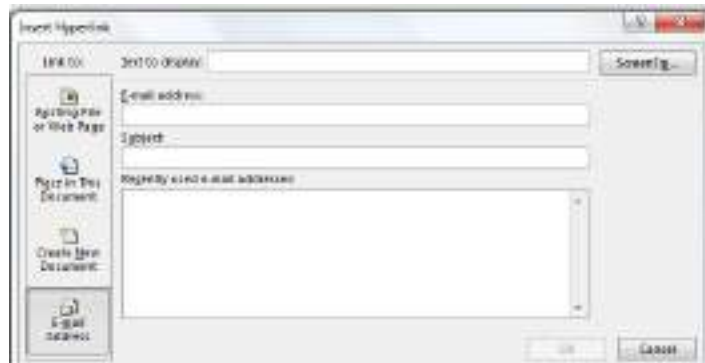 Insert Hyperlink
Link to:
Text to display:
ScreenTip...
Existing File
or Web Page
E-mail address:
Subject:
Place in This
Document
Recently used e-mail addresses:
Create New
Document
E-mail
Address
OK
Cancel